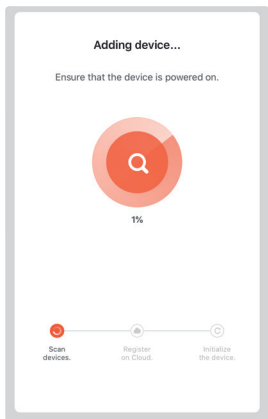 Adding device...
Ensure that the device is powered on.
1%
Scan
devices.
Register
on Cloud.
Initialize
the device.